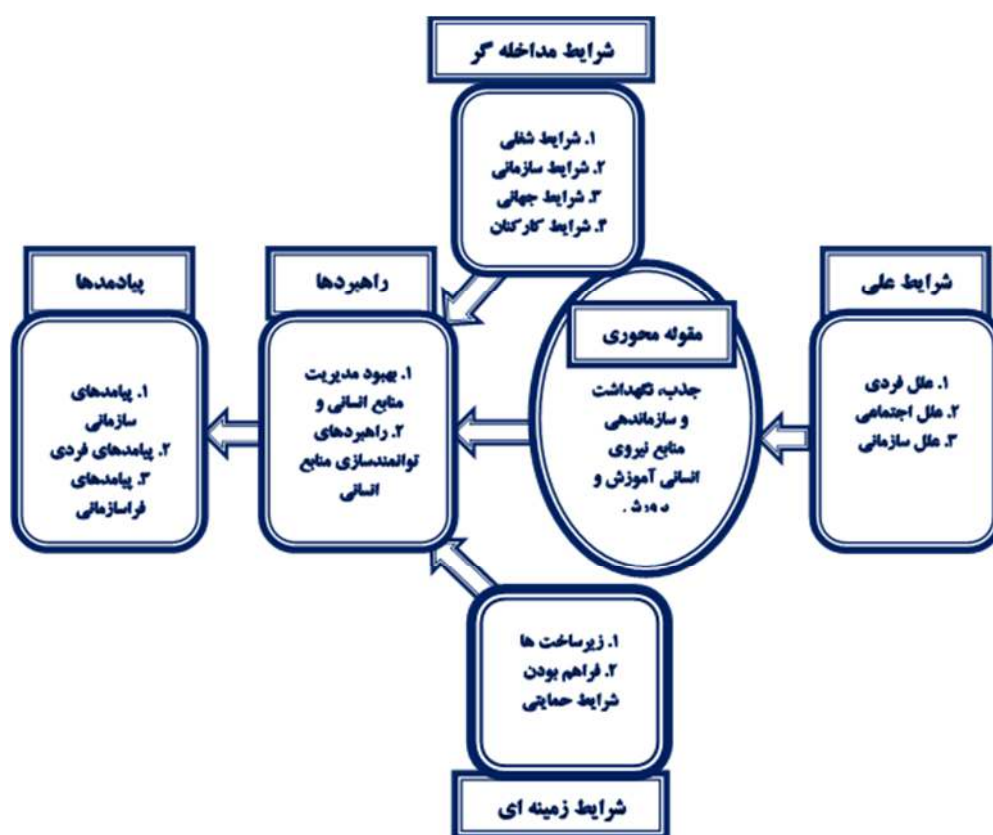 شرایط مداخله گر
۱. شرایط شغلی
۲. شرایط سازمانی
۳. شرایط جهانی
۴. شرایط کارکنان
شرایط علی
۱. علل فردی
۲. علل اجتماعی
۳. علل سازمانی
مقوله محوری
جذب، نگهداشت
و سازماندهی
منابع نیروی
انسانی آموزش و
راهبردها
۱. بهبود مدیریت
منابع انسانی و
۲. راهبردهای
توانمندسازی منابع
انسانی
پیادمدها
۱. پیامدهای
سازمانی
۲. پیامدهای فردی
۳. پیامدهای
فراسازمانی
۱. زیرساخت ها
۲. فراهم بودن
شرایط حمایتی
شرایط زمینه ای